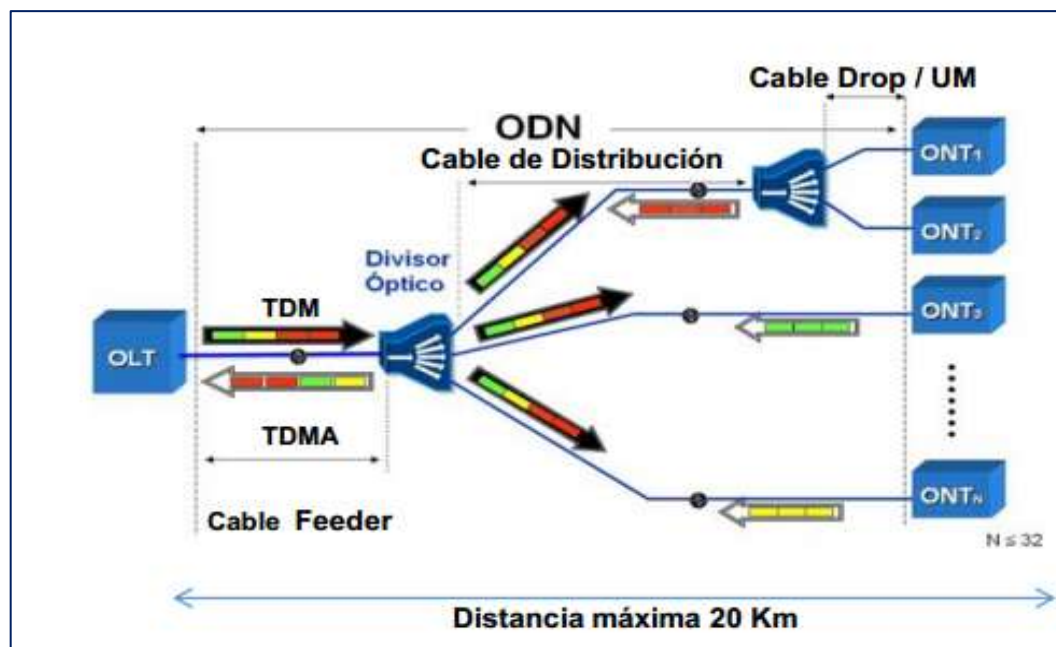 Cable Drop / UM
ODN
Cable de Distribución
ONT1
ONT2
Divisor
Óptico
TDM
ONT3
OLT
TDMA
ONTN
Cable Feeder
N ≤ 32
Distancia máxima 20 Km